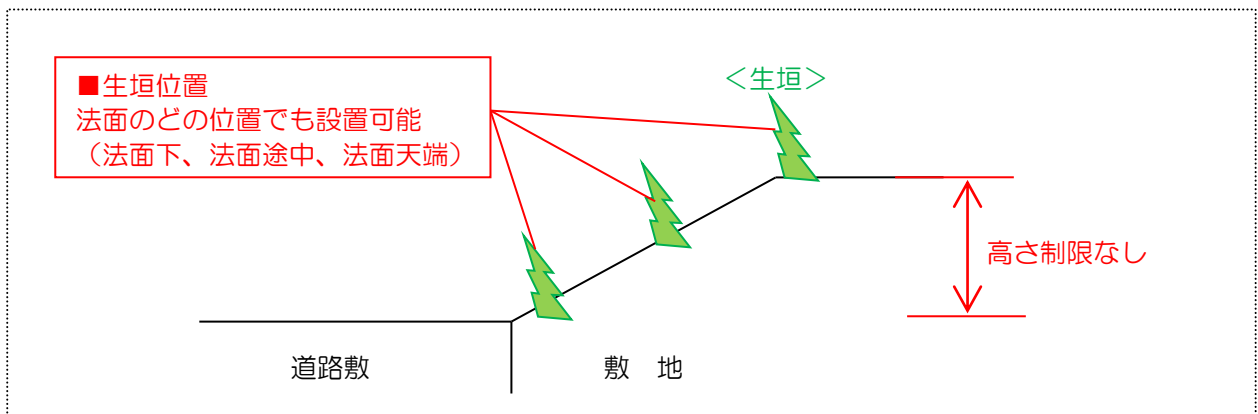 <生垣>
■生垣位置
法面のどの位置でも設置可能
（法面下、法面途中、法面天端）
高さ制限なし
道路敷
敷　地